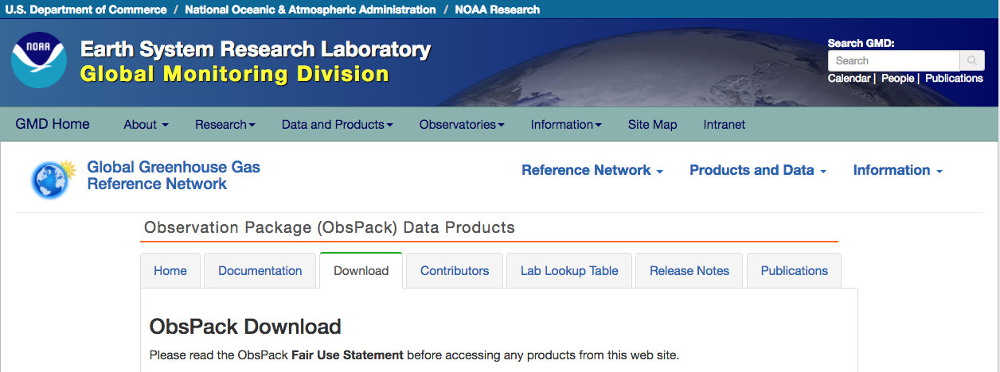 U.S. Department of Commerce / National Oceanic & Atmospheric Administration / NOAA Research
NOAA
Earth System Research Laboratory
Global Monitoring Division
Search GMD:
Search
Calendar | People | Publications
GMD Home About Research Data and Products Observatories Information Site Map Intranet
Global Greenhouse Gas
Reference Network
Reference Network Products and Data Information
Observation Package (ObsPack) Data Products
Home Documentation Download Contributors Lab Lookup Table Release Notes Publications
ObsPack Download
Please read the ObsPack Fair Use Statement before accessing any products from this web site.